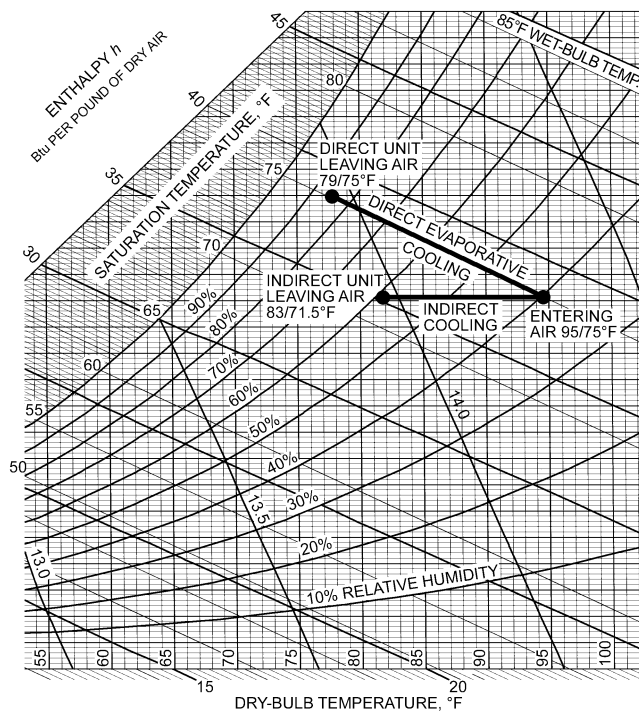 ENTHALPY h
Btu PER POUND OF DRY AIR
SATURATION TEMPERATURE, °F
85°F WET-BULB TEMP
45
40
35
30
80
75
70
65
60
55
50
DIRECT UNIT
LEAVING AIR
79/75°F
DIRECT EVAPORATIVE
COOLING
INDIRECT UNIT
LEAVING AIR
83/71.5°F
INDIRECT
COOLING
ENTERING
AIR 95/75°F
90%
80%
70%
60%
50%
40%
30%
20%
10% RELATIVE HUMIDITY
14.0
13.5
13.0
55
60
65
70
75
80
85
90
95
100
15
20
DRY-BULB TEMPERATURE, °F